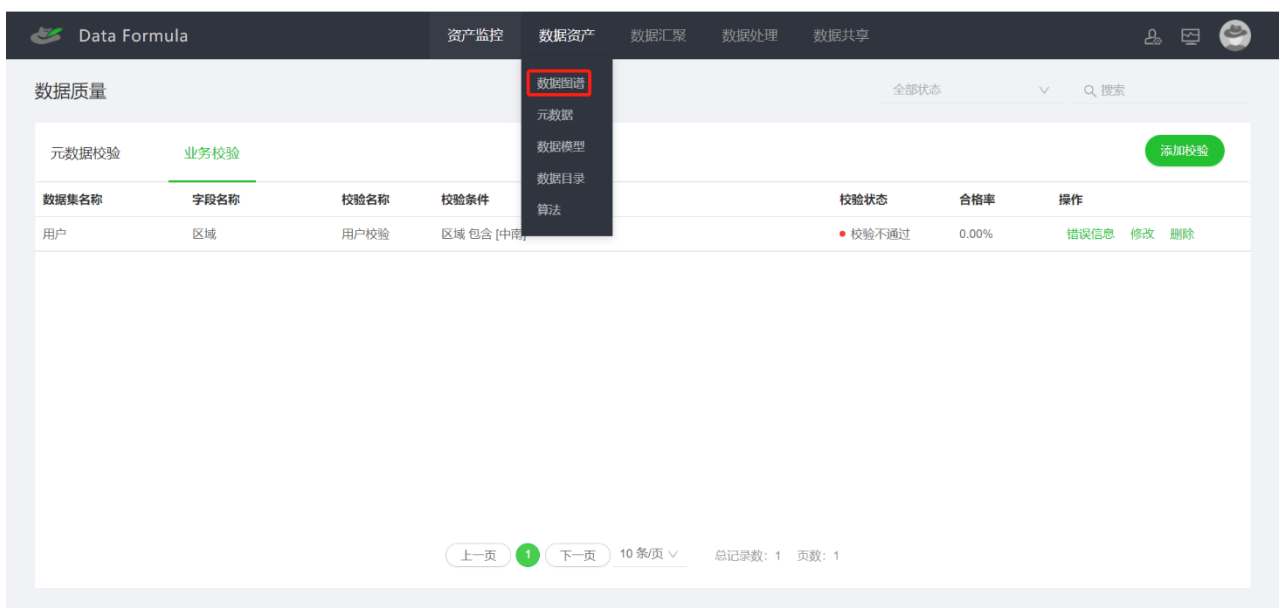 Data Formula 资产监控 数据资产 数据汇聚 数据处理 数据共享
数据图谱
元数据
数据模型
数据目录
算法
数据质量 全部状态 搜索
元数据校验 业务校验 添加校验
数据集名称 字段名称 校验名称 校验条件 校验状态 合格率 操作
用户 区域 用户校验 区域 包含 [中南] 校验不通过 0.00% 错误信息 修改 删除
上一页 1 下一页 10 条/页 总记录数: 1 页数: 1